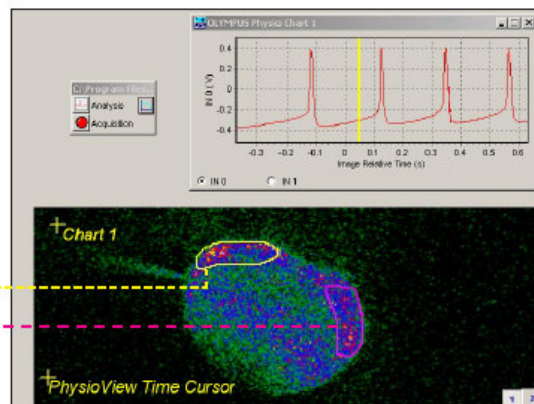 OLYMPUS Physio Chart 1
C:\Program Files...
Analysis
Acquisition
IN 0 (V)
0.4
0.2
0
-0.2
-0.4
-0.3 -0.2 -0.1 0 0.1 0.2 0.3 0.4 0.5 0.6
Image Relative Time (s)
IN 0 IN 1
Chart 1
PhysioView Time Cursor